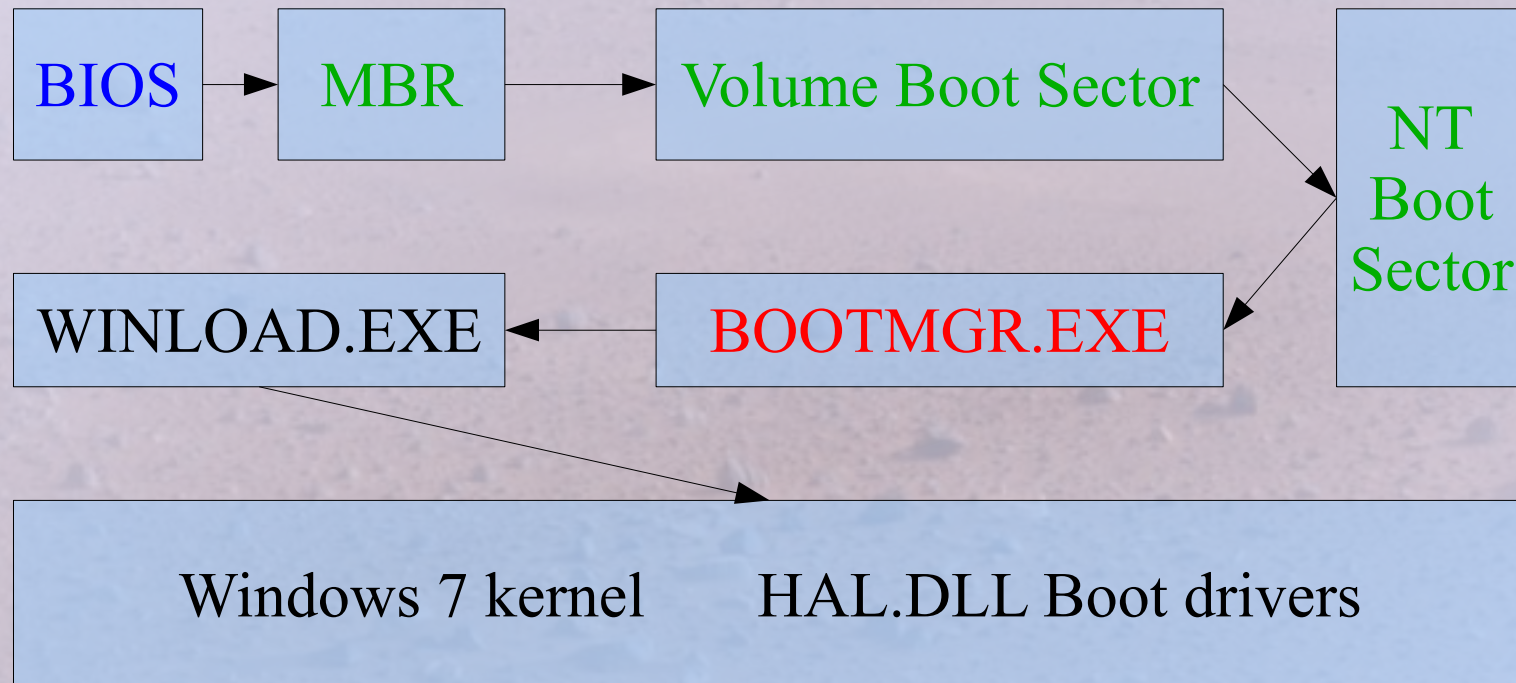 BIOS
MBR
Volume Boot Sector
NT
Boot
Sector
BOOTMGR.EXE
WINLOAD.EXE
Windows 7 kernel HAL.DLL Boot drivers